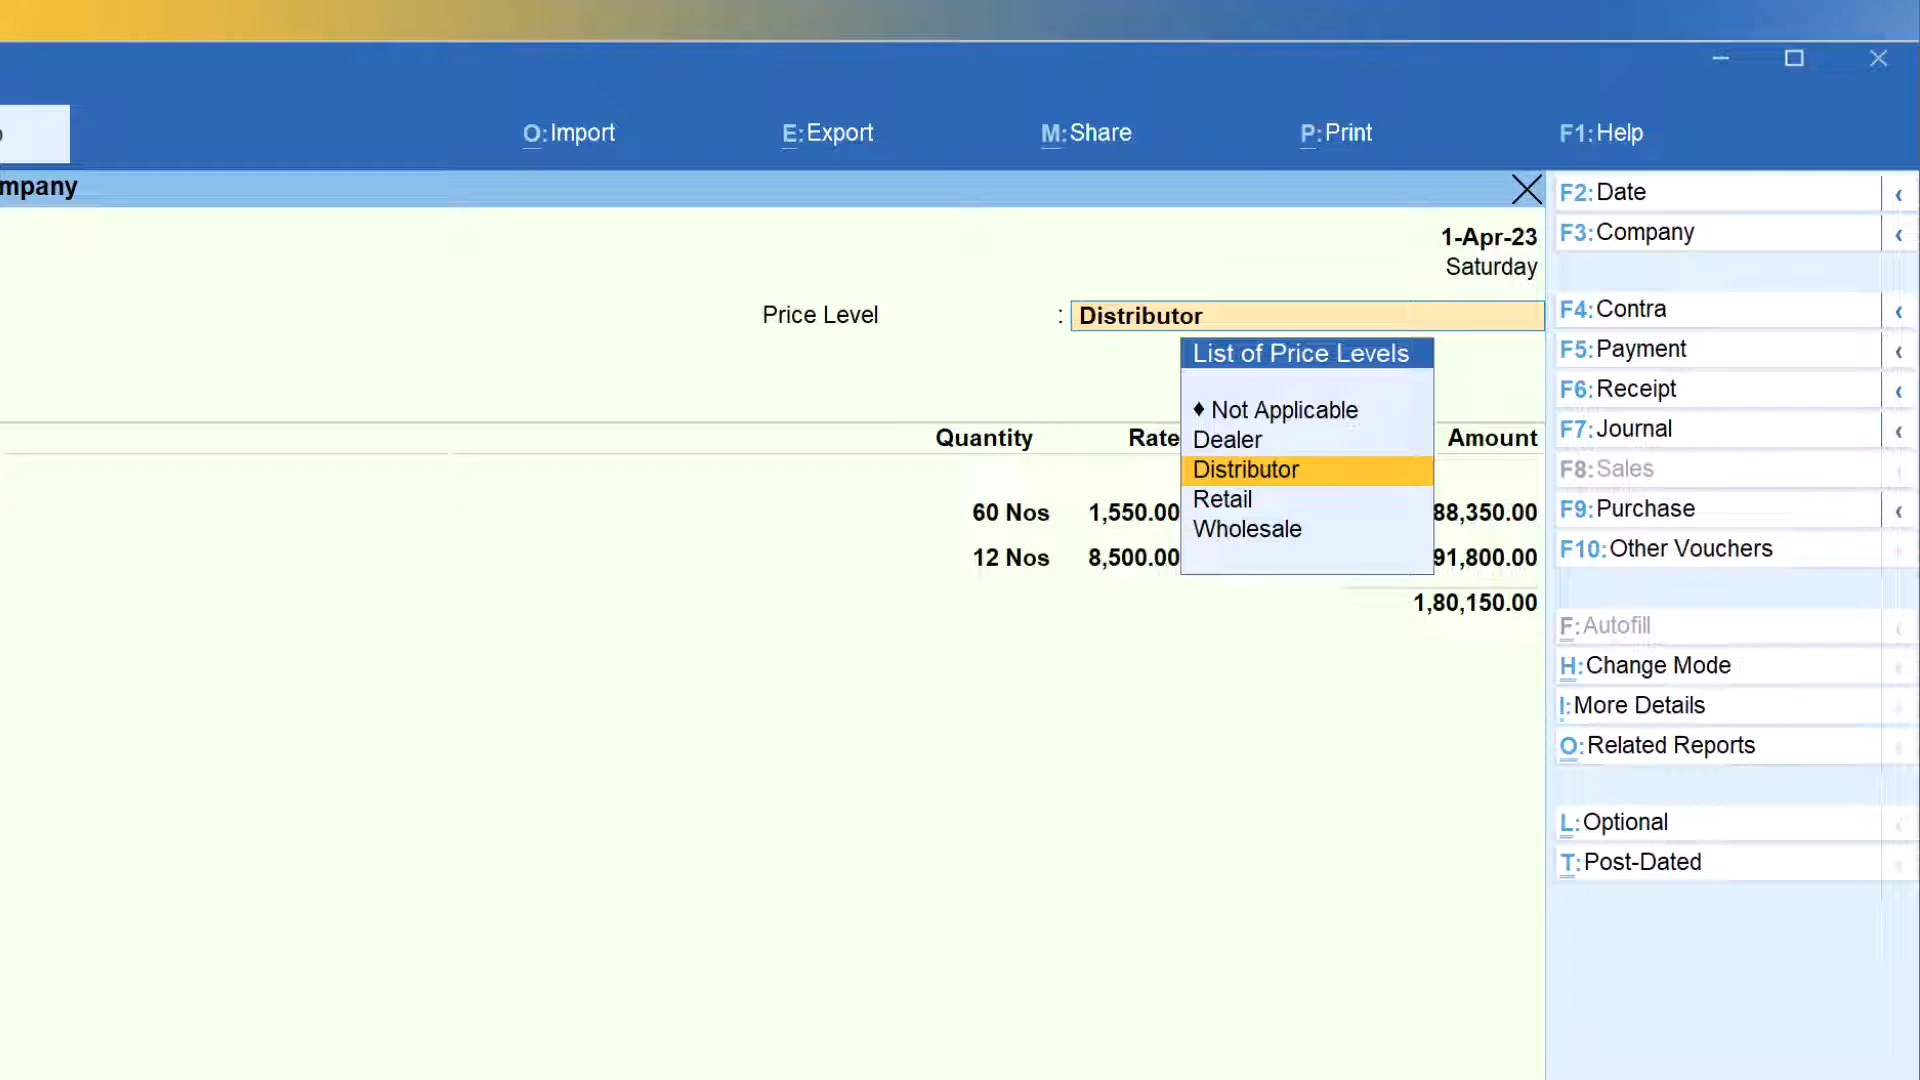 O:Import E:Export M:Share P:Print F1:Help
mpany
F2:Date
F3:Company
1-Apr-23
Saturday
Price Level : Distributor
List of Price Levels
♦ Not Applicable
Dealer
Distributor
Retail
Wholesale
Quantity Rate Amount
60 Nos 1,550.00 88,350.00
12 Nos 8,500.00 91,800.00
1,80,150.00
F4:Contra
F5:Payment
F6:Receipt
F7:Journal
F8:Sales
F9:Purchase
F10:Other Vouchers
F:Autofill
H:Change Mode
I:More Details
O:Related Reports
L:Optional
T:Post-Dated